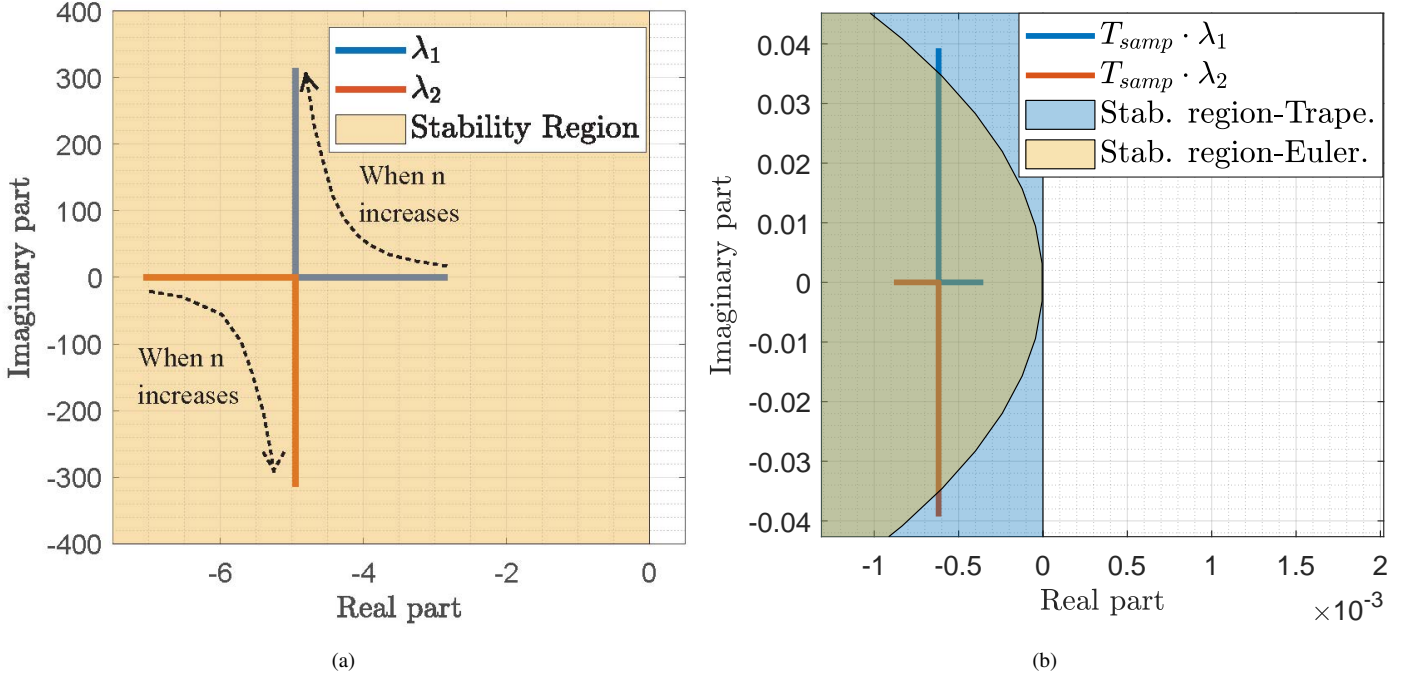 400
300
200
100
0
-100
-200
-300
-400
Imaginary part
λ₁
λ₂
Stability Region
When n
increases
When n
increases
-6
-4
-2
0
Real part
(a)
0.04
0.03
0.02
0.01
0
-0.01
-0.02
-0.03
-0.04
Imaginary part
T_samp · λ₁
T_samp · λ₂
Stab. region-Trape.
Stab. region-Euler.
-1
-0.5
0
0.5
1
1.5
2
Real part
×10⁻³
(b)